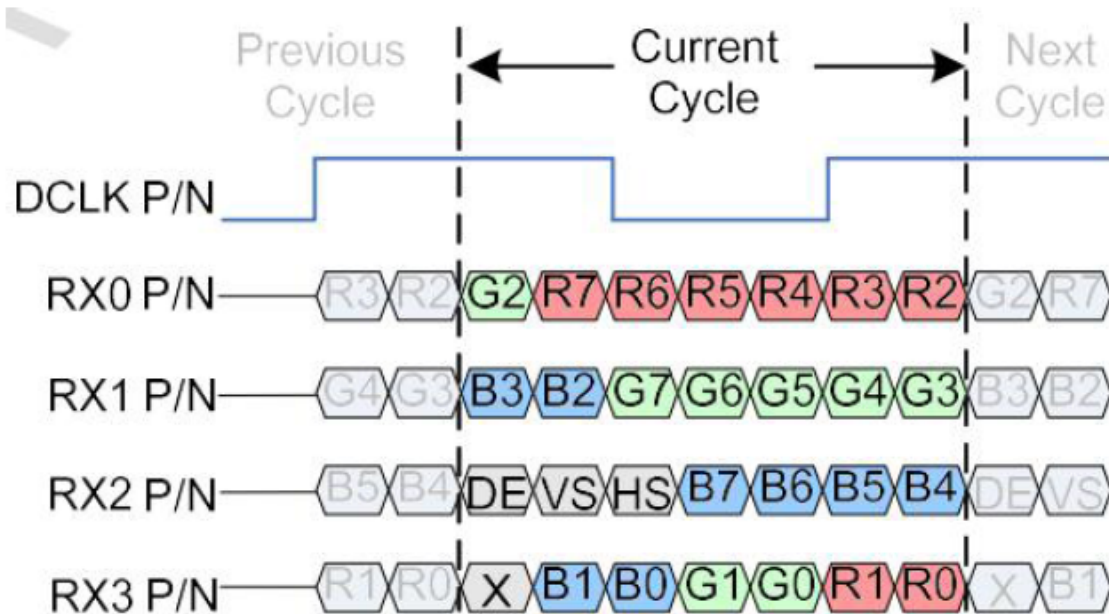 Previous Cycle
Current Cycle
Next Cycle
DCLK P/N
RX0 P/N R3 R2 G2 R7 R6 R5 R4 R3 R2 G2 R7
RX1 P/N G4 G3 B3 B2 G7 G6 G5 G4 G3 B3 B2
RX2 P/N B5 B4 DE VS HS B7 B6 B5 B4 DE VS
RX3 P/N R1 R0 X B1 B0 G1 G0 R1 R0 X B1